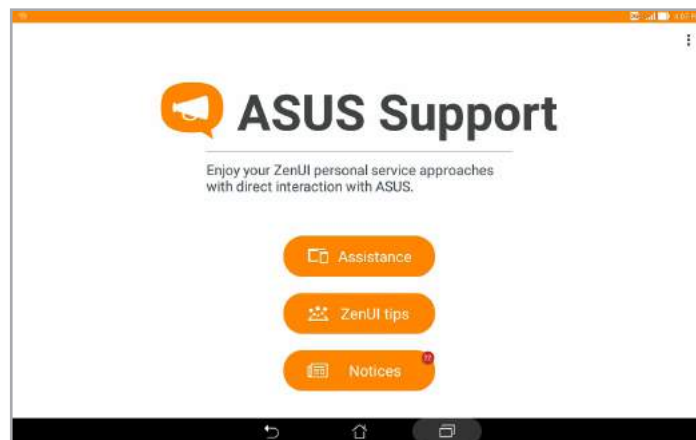 ASUS Support
Enjoy your ZenUI personal service approaches
with direct interaction with ASUS.
Assistance
ZenUI tips
Notices